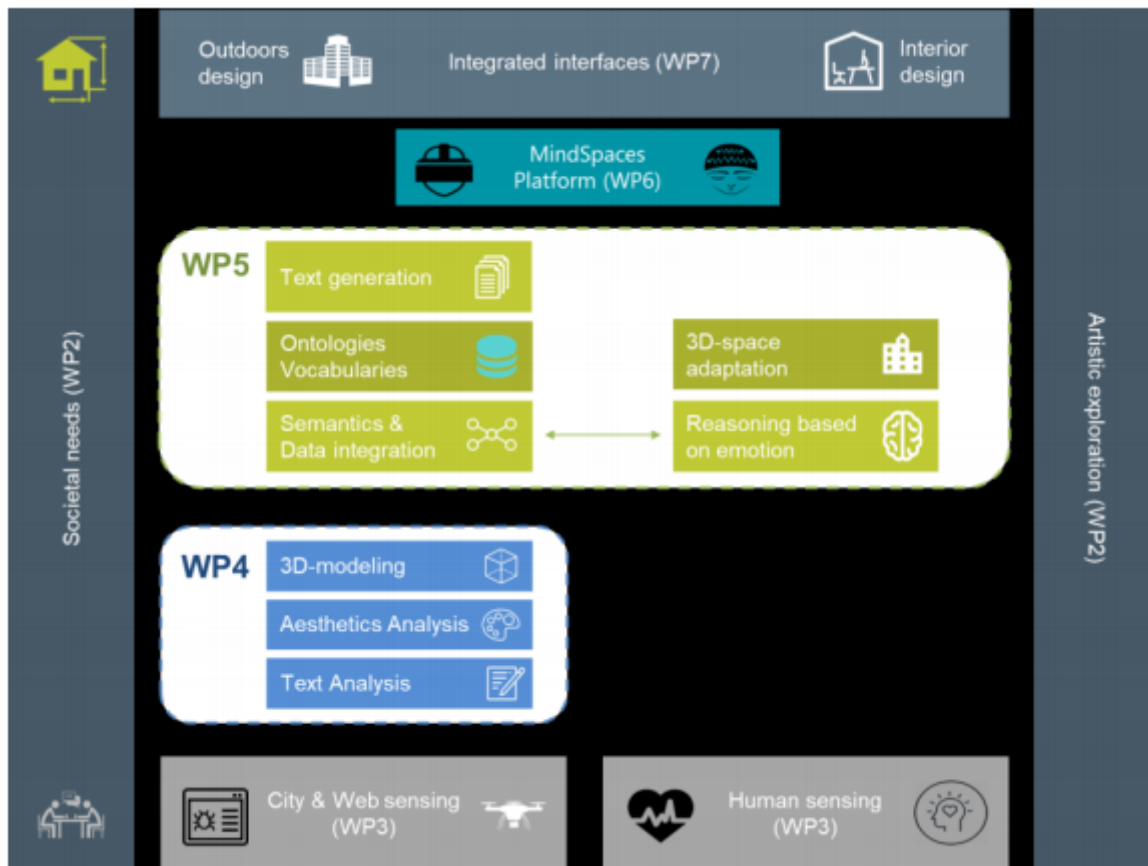 Outdoors
design
Integrated interfaces (WP7)
Interior
design
MindSpaces
Platform (WP6)
WP5
Text generation
Ontologies
Vocabularies
3D-space
adaptation
Semantics &
Data integration
Reasoning based
on emotion
Societal needs (WP2)
Artistic exploration (WP2)
WP4
3D-modeling
Aesthetics Analysis
Text Analysis
City & Web sensing
(WP3)
Human sensing
(WP3)